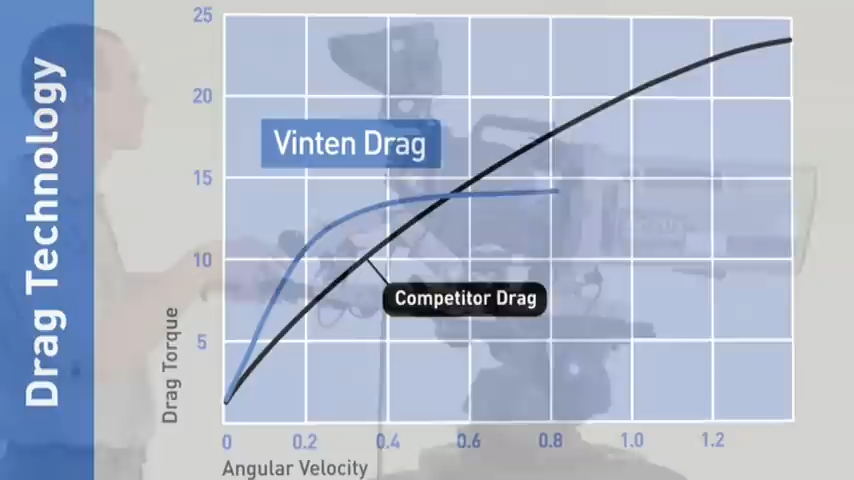 Drag Technology
25
20
15
10
5
Vinten Drag
Competitor Drag
Drag Torque
0 0.2 0.4 0.6 0.8 1.0 1.2
Angular Velocity